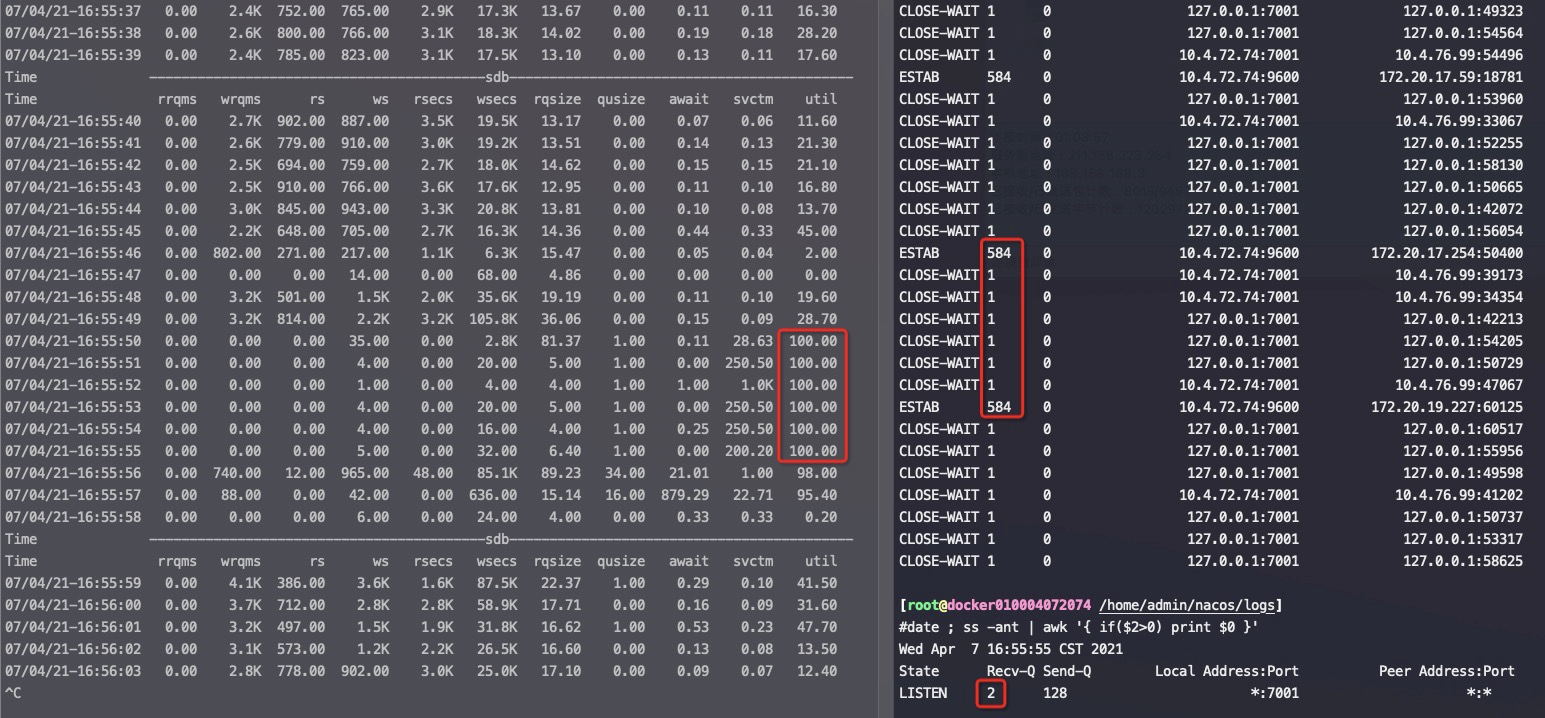 07/04/21-16:55:37 0.00 2.4K 752.00 765.00 2.9K 17.3K 13.67 0.00 0.11 0.11 16.30
07/04/21-16:55:38 0.00 2.6K 800.00 766.00 3.1K 18.3K 14.02 0.00 0.19 0.18 28.20
07/04/21-16:55:39 0.00 2.4K 785.00 823.00 3.1K 17.5K 13.10 0.00 0.13 0.11 17.60
Time ---------------------sdb---------------------
Time rrqms wrqms rs ws rsecs wsecs rqsize qusize await svctm util
07/04/21-16:55:40 0.00 2.7K 902.00 887.00 3.5K 19.5K 13.17 0.00 0.07 0.06 11.60
07/04/21-16:55:41 0.00 2.6K 779.00 910.00 3.0K 19.2K 13.51 0.00 0.14 0.13 21.30
07/04/21-16:55:42 0.00 2.5K 694.00 759.00 2.7K 18.0K 14.62 0.00 0.15 0.15 21.10
07/04/21-16:55:43 0.00 2.5K 910.00 766.00 3.6K 17.6K 12.95 0.00 0.11 0.10 16.80
07/04/21-16:55:44 0.00 3.0K 845.00 943.00 3.3K 20.8K 13.81 0.00 0.10 0.08 13.70
07/04/21-16:55:45 0.00 2.2K 648.00 705.00 2.7K 16.3K 14.36 0.00 0.44 0.33 45.00
07/04/21-16:55:46 0.00 802.00 271.00 217.00 1.1K 6.3K 15.47 0.00 0.05 0.04 2.00
07/04/21-16:55:47 0.00 0.00 0.00 14.00 0.00 68.00 4.86 0.00 0.00 0.00 0.00
07/04/21-16:55:48 0.00 3.2K 501.00 1.5K 2.0K 35.6K 19.19 0.00 0.11 0.10 19.60
07/04/21-16:55:49 0.00 3.2K 814.00 2.2K 3.2K 105.8K 36.06 0.00 0.15 0.09 28.70
07/04/21-16:55:50 0.00 0.00 0.00 35.00 0.00 2.8K 81.37 1.00 0.11 28.63 100.00
07/04/21-16:55:51 0.00 0.00 0.00 4.00 0.00 20.00 5.00 1.00 0.00 250.50 100.00
07/04/21-16:55:52 0.00 0.00 0.00 1.00 0.00 4.00 4.00 1.00 1.00 1.0K 100.00
07/04/21-16:55:53 0.00 0.00 0.00 4.00 0.00 20.00 5.00 1.00 0.00 250.50 100.00
07/04/21-16:55:54 0.00 0.00 0.00 4.00 0.00 16.00 4.00 1.00 0.25 250.50 100.00
07/04/21-16:55:55 0.00 0.00 0.00 5.00 0.00 32.00 6.40 1.00 0.00 200.20 100.00
07/04/21-16:55:56 0.00 740.00 12.00 965.00 48.00 85.1K 89.23 34.00 21.01 1.00 98.00
07/04/21-16:55:57 0.00 88.00 0.00 42.00 0.00 636.00 15.14 16.00 879.29 22.71 95.40
07/04/21-16:55:58 0.00 0.00 0.00 6.00 0.00 24.00 4.00 0.00 0.33 0.33 0.20
Time ---------------------sdb---------------------
Time rrqms wrqms rs ws rsecs wsecs rqsize qusize await svctm util
07/04/21-16:55:59 0.00 4.1K 386.00 3.6K 1.6K 87.5K 22.37 1.00 0.29 0.10 41.50
07/04/21-16:56:00 0.00 3.7K 712.00 2.8K 2.8K 58.9K 17.71 0.00 0.16 0.09 31.60
07/04/21-16:56:01 0.00 3.2K 497.00 1.5K 1.9K 31.8K 16.62 1.00 0.53 0.23 47.70
07/04/21-16:56:02 0.00 3.1K 573.00 1.2K 2.2K 26.5K 16.60 0.00 0.13 0.08 13.50
07/04/21-16:56:03 0.00 2.8K 778.00 902.00 3.0K 25.0K 17.10 0.00 0.09 0.07 12.40
^C
CLOSE-WAIT 1 0 127.0.0.1:7001 127.0.0.1:49323
CLOSE-WAIT 1 0 127.0.0.1:7001 127.0.0.1:54564
CLOSE-WAIT 1 0 10.4.72.74:7001 10.4.76.99:54496
ESTAB 584 0 10.4.72.74:9600 172.20.17.59:18781
CLOSE-WAIT 1 0 127.0.0.1:7001 127.0.0.1:53960
CLOSE-WAIT 1 0 10.4.72.74:7001 10.4.76.99:33067
CLOSE-WAIT 1 0 127.0.0.1:7001 127.0.0.1:52255
CLOSE-WAIT 1 0 127.0.0.1:7001 127.0.0.1:58130
CLOSE-WAIT 1 0 127.0.0.1:7001 127.0.0.1:50665
CLOSE-WAIT 1 0 127.0.0.1:7001 127.0.0.1:42072
CLOSE-WAIT 1 0 127.0.0.1:7001 127.0.0.1:56054
ESTAB 584 0 10.4.72.74:9600 172.20.17.254:50400
CLOSE-WAIT 1 0 10.4.72.74:7001 10.4.76.99:39173
CLOSE-WAIT 1 0 10.4.72.74:7001 10.4.76.99:34354
CLOSE-WAIT 1 0 127.0.0.1:7001 127.0.0.1:42213
CLOSE-WAIT 1 0 127.0.0.1:7001 127.0.0.1:54205
CLOSE-WAIT 1 0 127.0.0.1:7001 127.0.0.1:50729
CLOSE-WAIT 1 0 10.4.72.74:7001 10.4.76.99:47067
ESTAB 584 0 10.4.72.74:9600 172.20.19.227:60125
CLOSE-WAIT 1 0 127.0.0.1:7001 127.0.0.1:60517
CLOSE-WAIT 1 0 127.0.0.1:7001 127.0.0.1:55956
CLOSE-WAIT 1 0 127.0.0.1:7001 127.0.0.1:49598
CLOSE-WAIT 1 0 10.4.72.74:7001 10.4.76.99:41202
CLOSE-WAIT 1 0 127.0.0.1:7001 127.0.0.1:50737
CLOSE-WAIT 1 0 127.0.0.1:7001 127.0.0.1:53317
CLOSE-WAIT 1 0 127.0.0.1:7001 127.0.0.1:58625
[root@docker010004072074 /home/admin/nacos/logs]
#date ; ss -ant | awk '{ if($2>0) print $0 }'
Wed Apr 7 16:55:55 CST 2021
State Recv-Q Send-Q Local Address:Port Peer Address:Port
LISTEN 2 128 *:7001 *:*